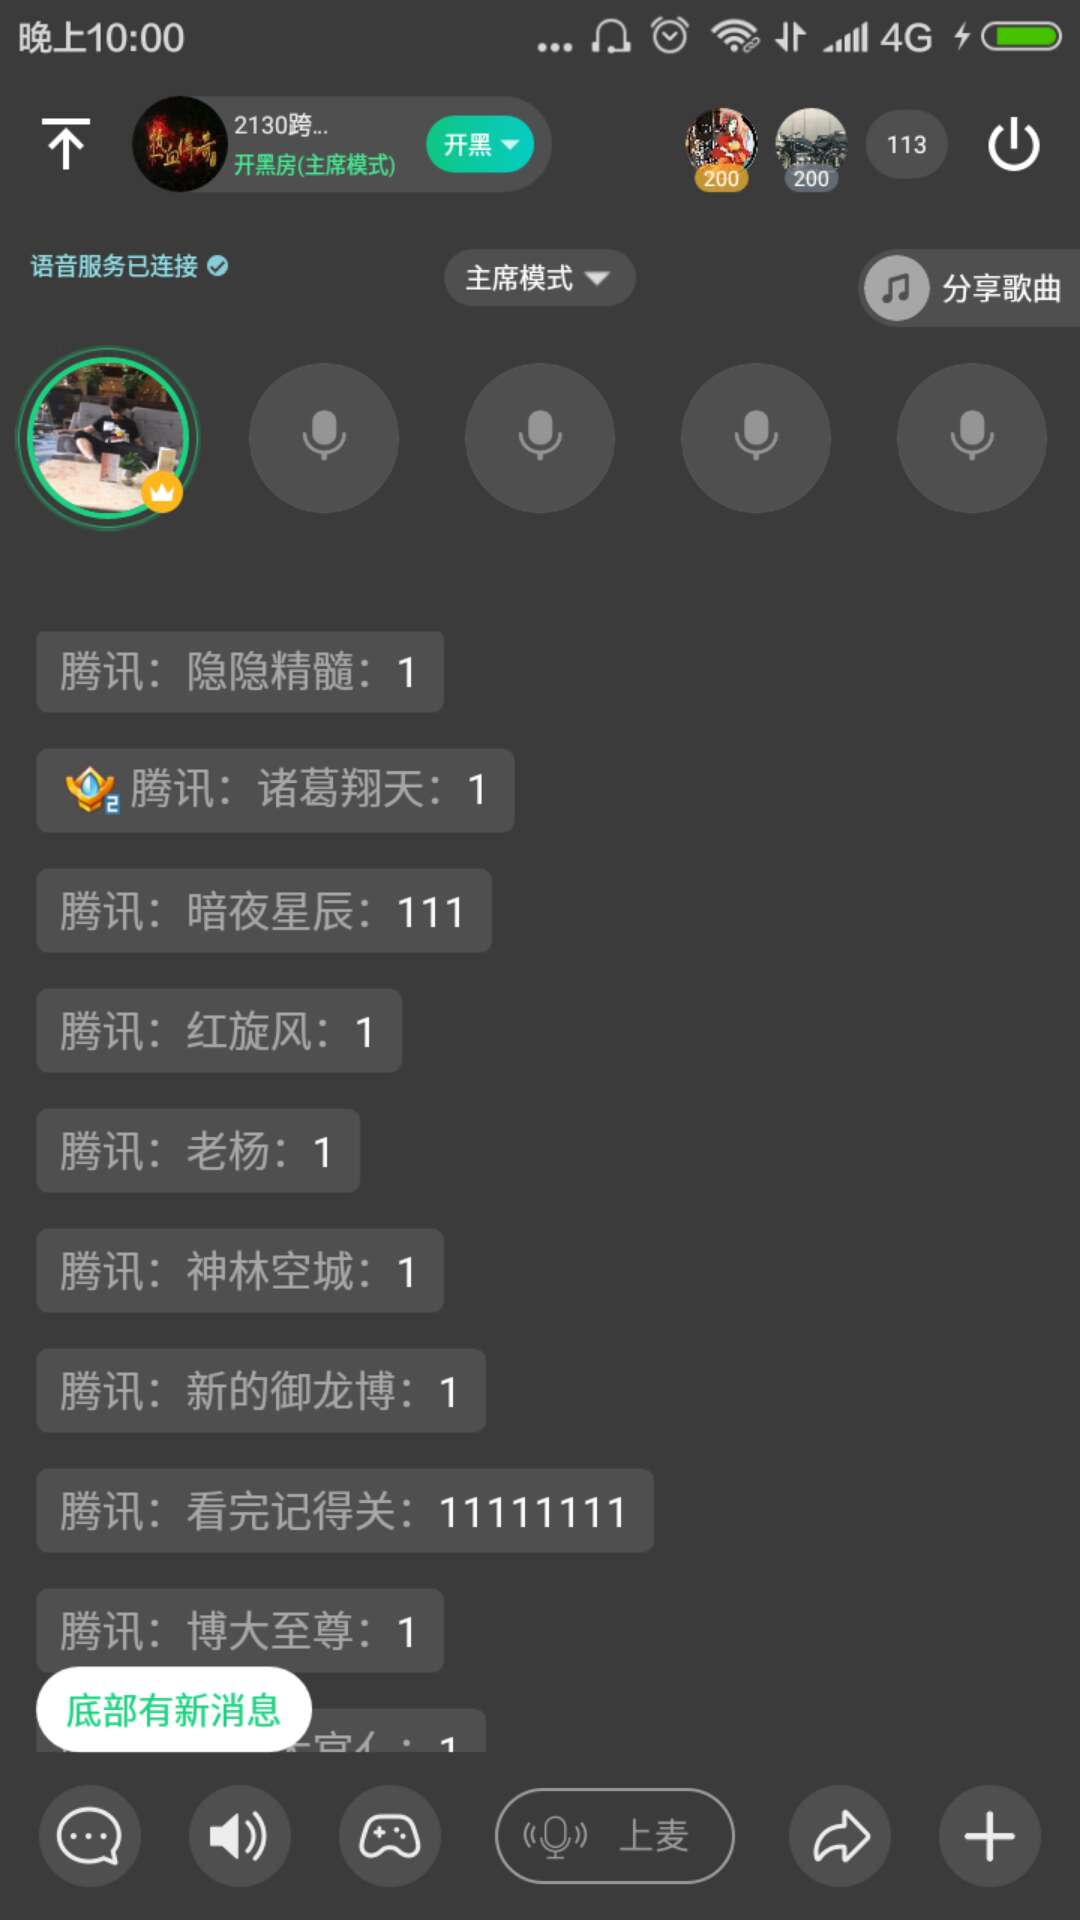 晚上10:00
4G
热血传奇
2130跨...
开黑房(主席模式)
开黑
200
200
113
语音服务已连接
主席模式
分享歌曲
腾讯：隐隐精髓：1
2
腾讯：诸葛翔天：1
腾讯：暗夜星辰：111
腾讯：红旋风：1
腾讯：老杨：1
腾讯：神林空城：1
腾讯：新的御龙博：1
腾讯：看完记得关：11111111
腾讯：博大至尊：1
底部有新消息
：1
上麦